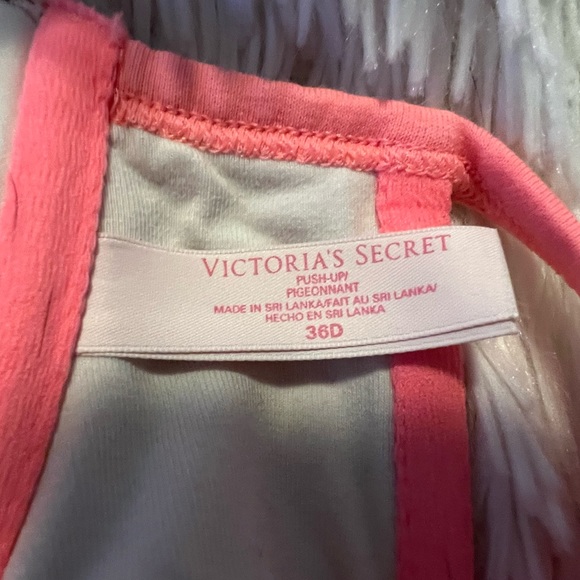 VICTORIA'S SECRET
PUSH-UP/
PIGEONNANT
MADE IN SRI LANKA/FAIT AU SRI LANKA/
HECHO EN SRI LANKA
36D